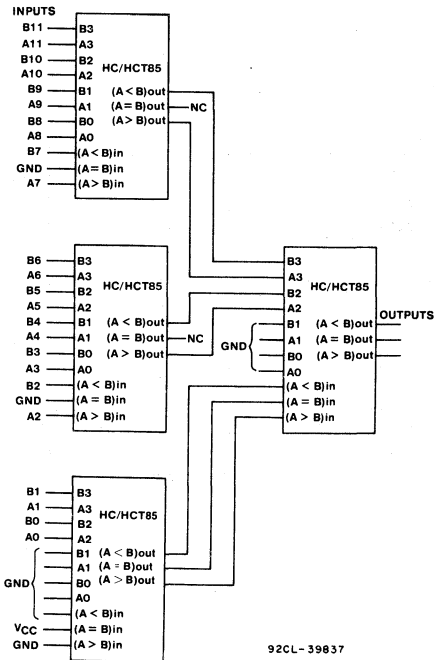 INPUTS
B11 B3
A11 A3
B10 B2 HC/HCT85
A10 A2
B9 B1 (A < B)out
A9 A1 (A = B)out NC
B8 B0 (A > B)out
A8 A0
B7 (A < B)in
GND (A = B)in
A7 (A > B)in
B6 B3
A6 A3 HC/HCT85
B5 B2
A5 A2
B4 B1 (A < B)out
A4 A1 (A = B)out NC
B3 B0 (A > B)out
A3 A0
B2 (A < B)in
GND (A = B)in
A2 (A > B)in
B3
A3 HC/HCT85
B2
A2
OUTPUTS
B1 (A < B)out
GND A1 (A = B)out
B0 (A > B)out
A0
(A < B)in
(A = B)in
(A > B)in
B1 B3
A1 A3 HC/HCT85
B0 B2
A0 A2
B1 (A < B)out
A1 (A = B)out
GND B0 (A > B)out
A0
(A < B)in
VCC (A = B)in
GND (A > B)in
92CL-39837